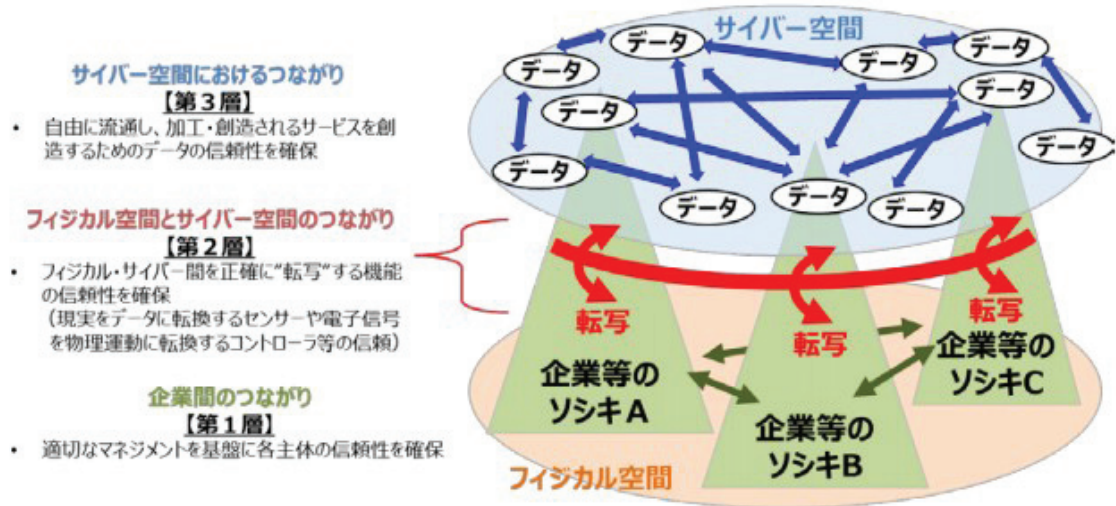 サイバー空間におけるつながり
【第3層】
• 自由に流通し、加工・創造されるサービスを創
造するためのデータの信頼性を確保
フィジカル空間とサイバー空間のつながり
【第2層】
• フィジカル・サイバー間を正確に"転写"する機能
の信頼性を確保
(現実をデータに転換するセンサーや電子信号
を物理運動に転換するコントローラ等の信頼)
企業間のつながり
【第1層】
• 適切なマネジメントを基盤に各主体の信頼性を確保
サイバー空間
データ
データ
データ
データ
データ
データ
データ
データ
データ
データ
データ
転写
転写
転写
企業等の
ソシキA
企業等の
ソシキB
企業等の
ソシキC
フィジカル空間